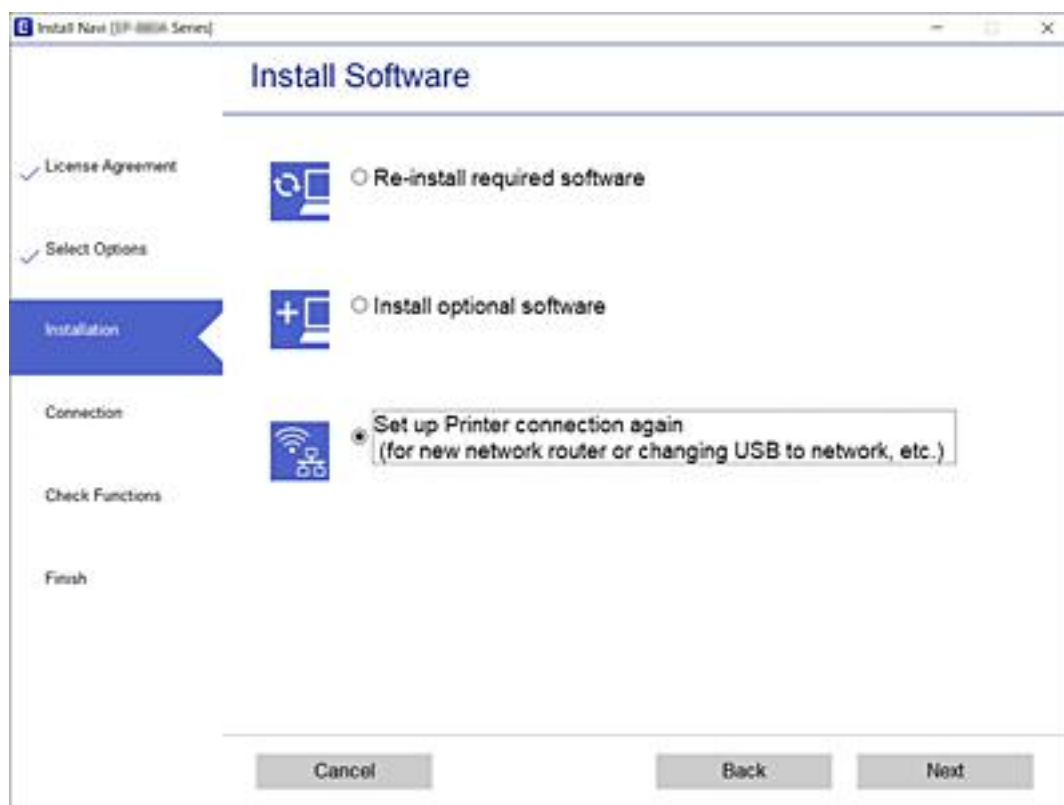 Install Navi [EP- Series]
Install Software
License Agreement
Select Options
Installation
Connection
Check Functions
Finish
Re-install required software
Install optional software
Set up Printer connection again
(for new network router or changing USB to network, etc.)
Cancel
Back
Next